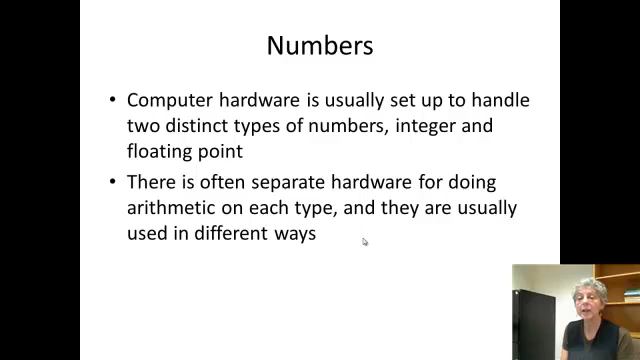 Numbers
• Computer hardware is usually set up to handle
two distinct types of numbers, integer and
floating point
• There is often separate hardware for doing
arithmetic on each type, and they are usually
used in different ways